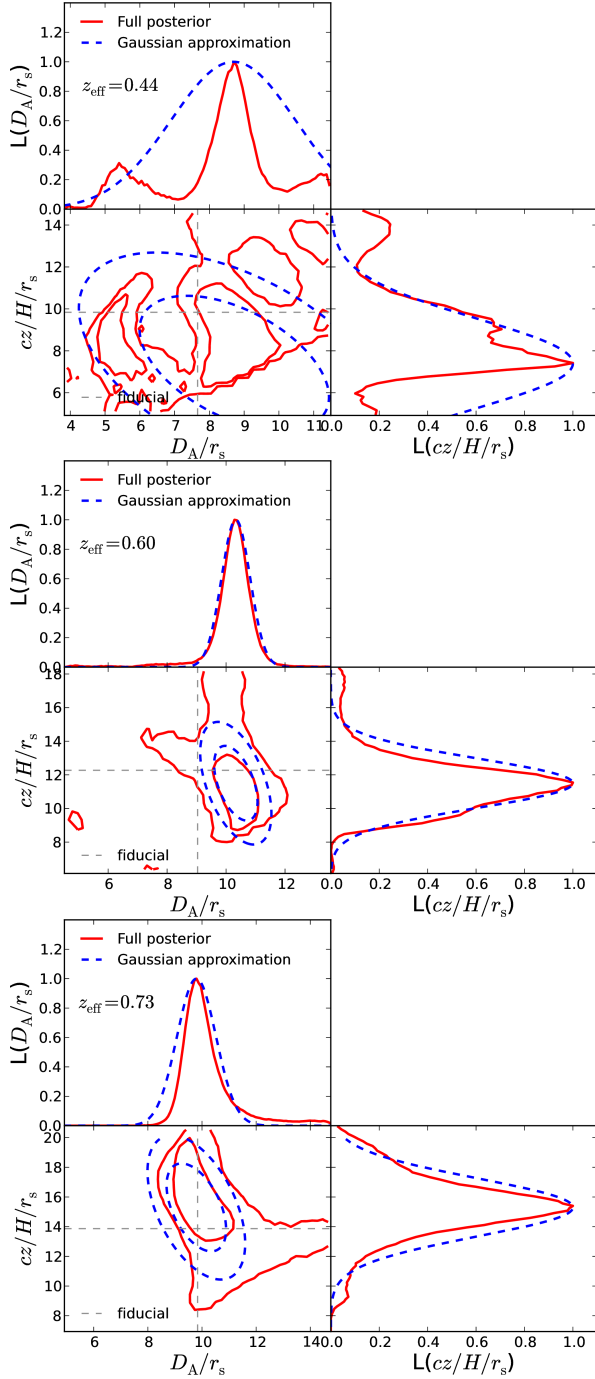 Full posterior
Gaussian approximation
z_eff=0.44
L(D_A/r_s)
1.4
1.2
1.0
0.8
0.6
0.4
0.2
0.0
cz/H/r_s
14
12
10
8
6
fiducial
4 5 6 7 8 9 10 11
D_A/r_s
0.0 0.2 0.4 0.6 0.8 1.0
L(cz/H/r_s)
Full posterior
Gaussian approximation
z_eff=0.60
L(D_A/r_s)
1.4
1.2
1.0
0.8
0.6
0.4
0.2
0.0
cz/H/r_s
18
16
14
12
10
8
fiducial
6 8 10 12
D_A/r_s
0.0 0.2 0.4 0.6 0.8 1.0
L(cz/H/r_s)
Full posterior
Gaussian approximation
z_eff=0.73
L(D_A/r_s)
1.4
1.2
1.0
0.8
0.6
0.4
0.2
0.0
cz/H/r_s
20
18
16
14
12
10
8
fiducial
6 8 10 12 14
D_A/r_s
0.0 0.2 0.4 0.6 0.8 1.0
L(cz/H/r_s)